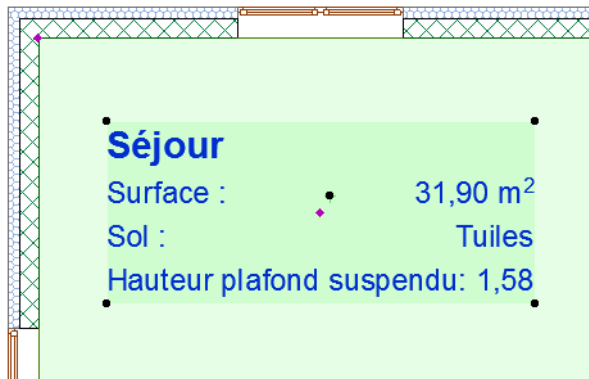 Séjour
Surface : 31,90 m²
Sol : Tuiles
Hauteur plafond suspendu: 1,58